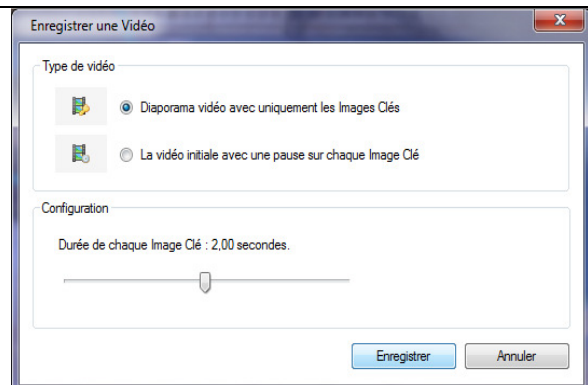 Enregistrer une Vidéo
Type de vidéo
Diaporama vidéo avec uniquement les Images Clés
La vidéo initiale avec une pause sur chaque Image Clé
Configuration
Durée de chaque Image Clé : 2,00 secondes.
Enregistrer Annuler